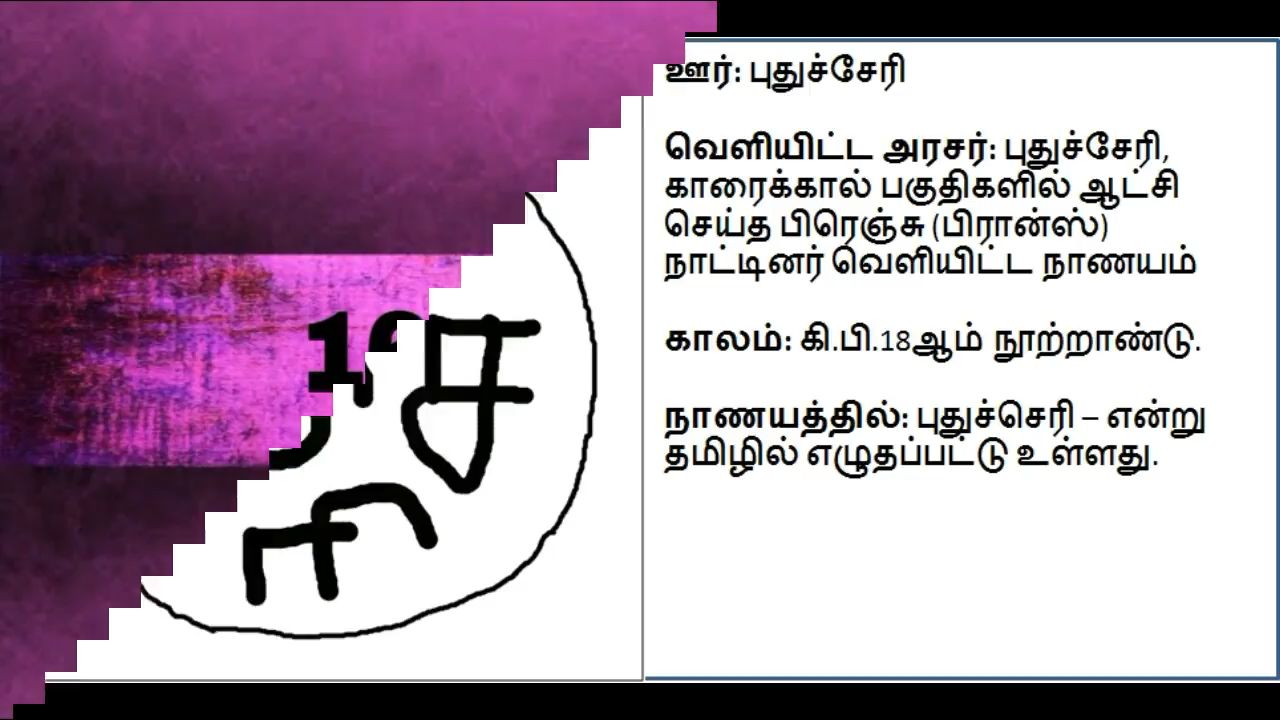 ஊர்: புதுச்சேரி
வெளியிட்ட அரசர்: புதுச்சேரி,
காரைக்கால் பகுதிகளில் ஆட்சி
செய்த பிரெஞ்சு (பிரான்ஸ்)
நாட்டினர் வெளியிட்ட நாணயம்
காலம்: கி.பி.18ஆம் நூற்றாண்டு.
நாணயத்தில்: புதுச்செரி – என்று
தமிழில் எழுதப்பட்டு உள்ளது.